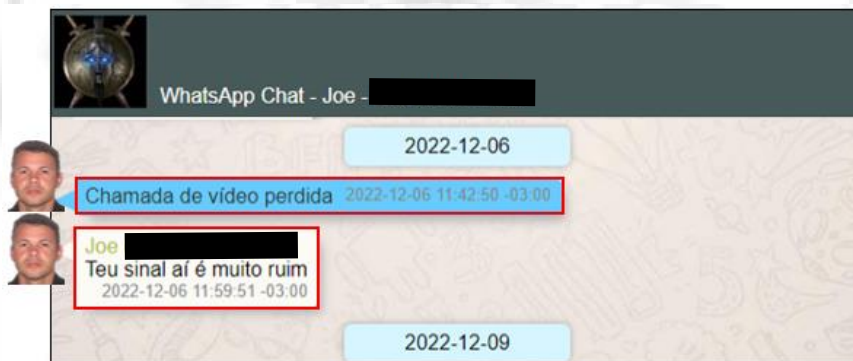 WhatsApp Chat - Joe -
2022-12-06
Chamada de vídeo perdida 2022-12-06 11:42:50 -03:00
Joe
Teu sinal aí é muito ruim
2022-12-06 11:59:51 -03:00
2022-12-09